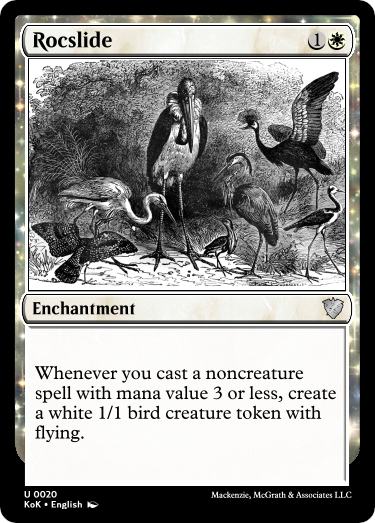 Rocslide 1
Enchantment
Whenever you cast a noncreature
spell with mana value 3 or less, create
a white 1/1 bird creature token with
flying.
U 0020
KoK • English Mackenzie, McGrath & Associates LLC